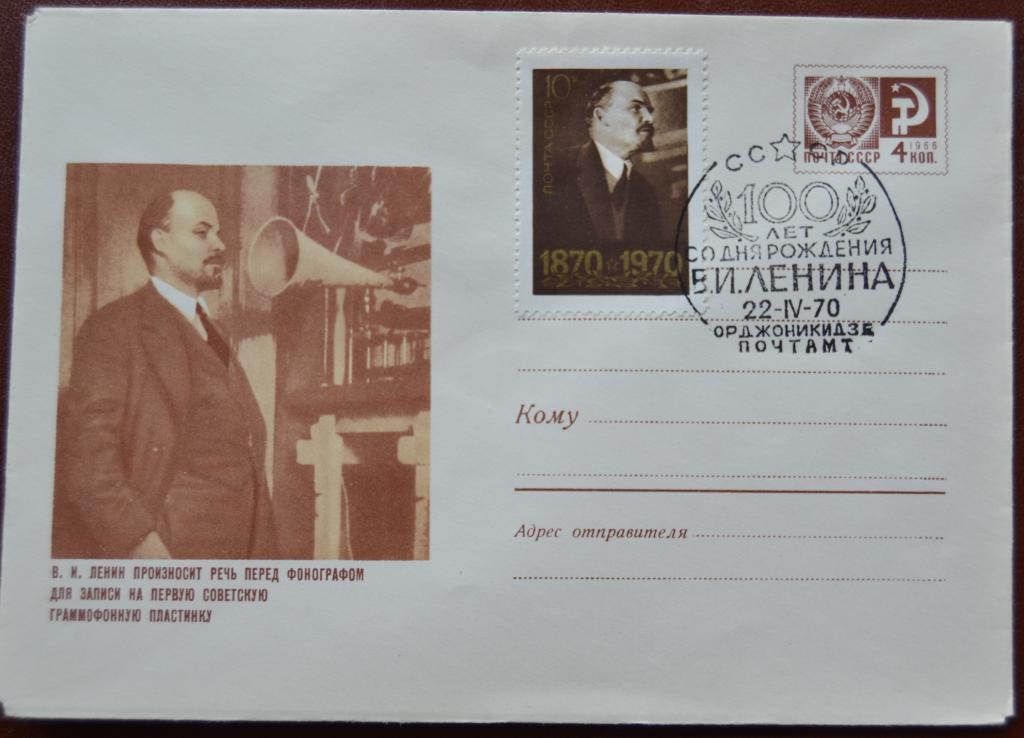 10к
ПОЧТА СССР
1870 1970
ПОЧТА СССР
1966
4 КОП.
СССР
100
ЛЕТ
СО ДНЯ РОЖДЕНИЯ
В.И.ЛЕНИНА
22-IV-70
ОРДЖОНИКИДЗЕ
ПОЧТАМТ
Кому
Адрес отправителя
В. И. ЛЕНИН ПРОИЗНОСИТ РЕЧЬ ПЕРЕД ФОНОГРАФОМ
ДЛЯ ЗАПИСИ НА ПЕРВУЮ СОВЕТСКУЮ
ГРАММОФОННУЮ ПЛАСТИНКУ